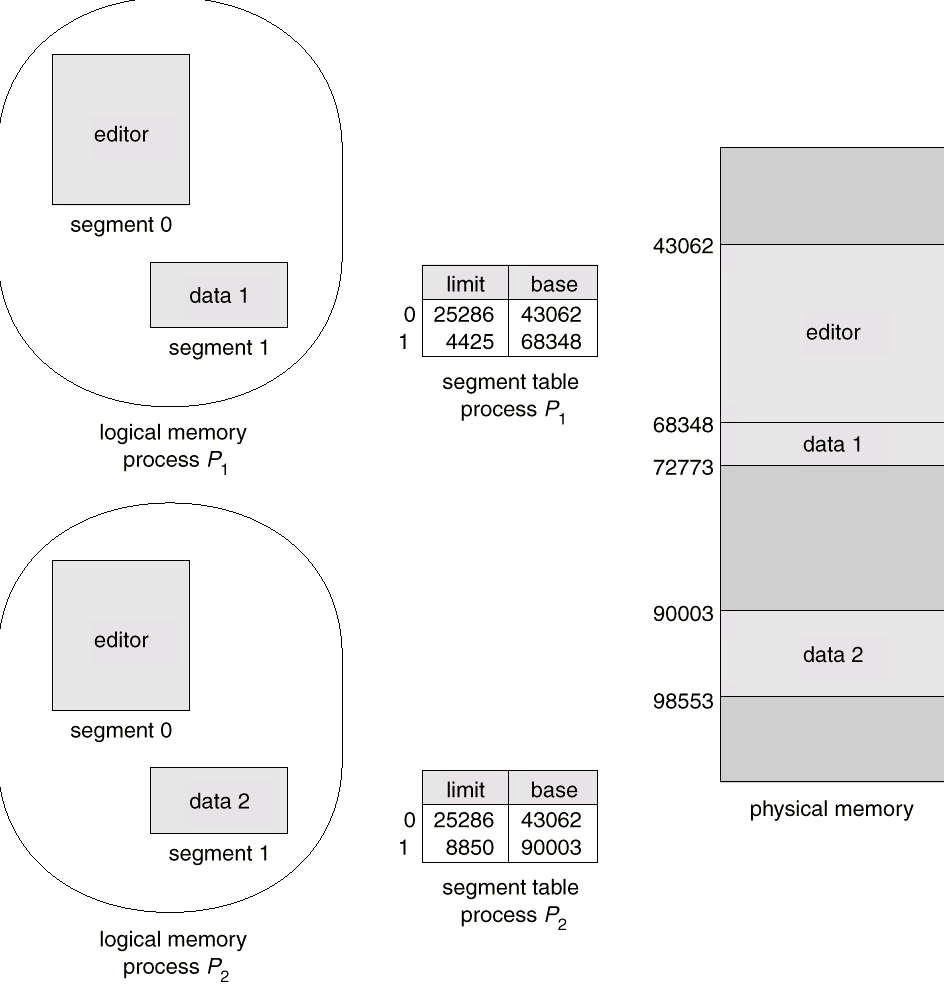 editor
segment 0
data 1
segment 1
logical memory
process P1
limit base
0 25286 43062
1 4425 68348
segment table
process P1
editor
segment 0
data 2
segment 1
logical memory
process P2
limit base
0 25286 43062
1 8850 90003
segment table
process P2
43062
editor
68348
data 1
72773
90003
data 2
98553
physical memory